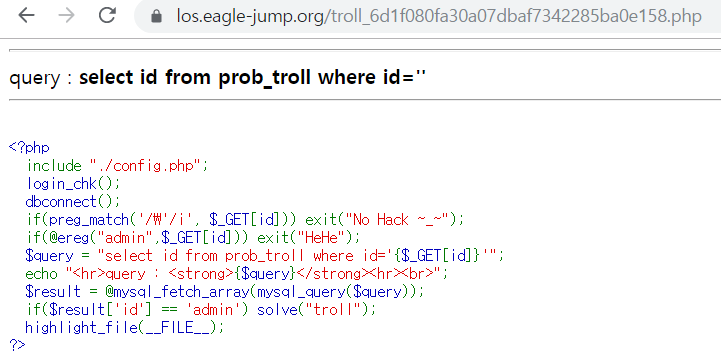 los.eagle-jump.org/troll_6d1f080fa30a07dbaf7342285ba0e158.php
query : select id from prob_troll where id=''
<?php
  include "./config.php";
  login_chk();
  dbconnect();
  if(preg_match('/₩'/i', $_GET[id])) exit("No Hack ~_~");
  if(@ereg("admin",$_GET[id])) exit("HeHe");
  $query = "select id from prob_troll where id='{$_GET[id]}'";
  echo "<hr>query : <strong>{$query}</strong><hr><br>";
  $result = @mysql_fetch_array(mysql_query($query));
  if($result['id'] == 'admin') solve("troll");
  highlight_file(__FILE__);
?>